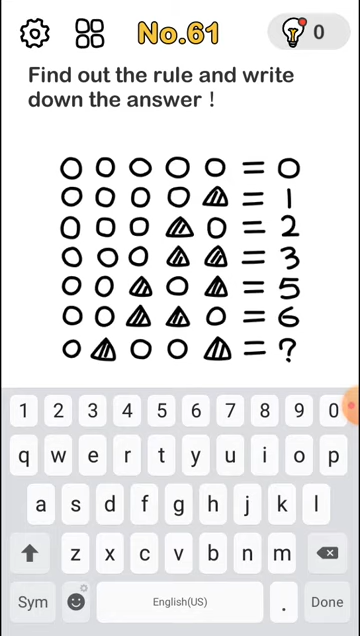 No.61
0
Find out the rule and write
down the answer !
= 0
= 1
= 2
= 3
= 5
= 6
= ?
1 2 3 4 5 6 7 8 9 0
q w e r t y u i o p
a s d f g h j k l
z x c v b n m
Sym English(US) . Done